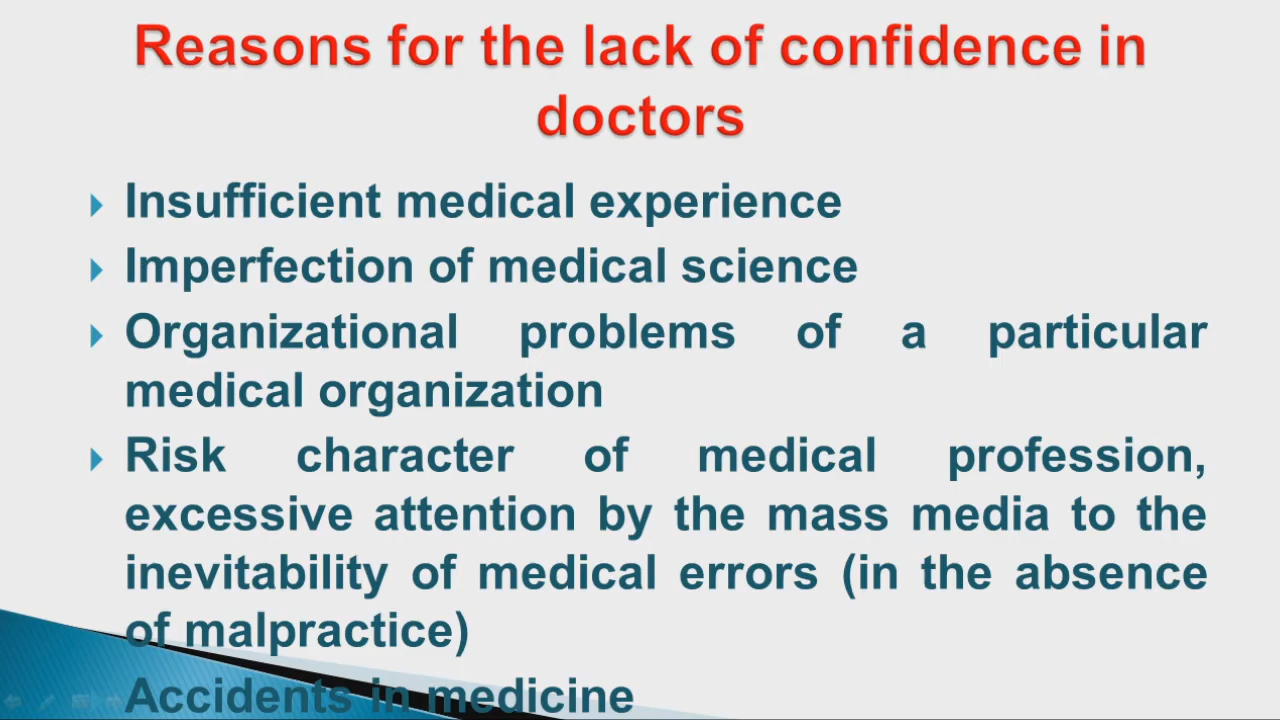 Reasons for the lack of confidence in
doctors
Insufficient medical experience
Imperfection of medical science
Organizational problems of a particular
medical organization
Risk character of medical profession,
excessive attention by the mass media to the
inevitability of medical errors (in the absence
of malpractice)
Accidents in medicine